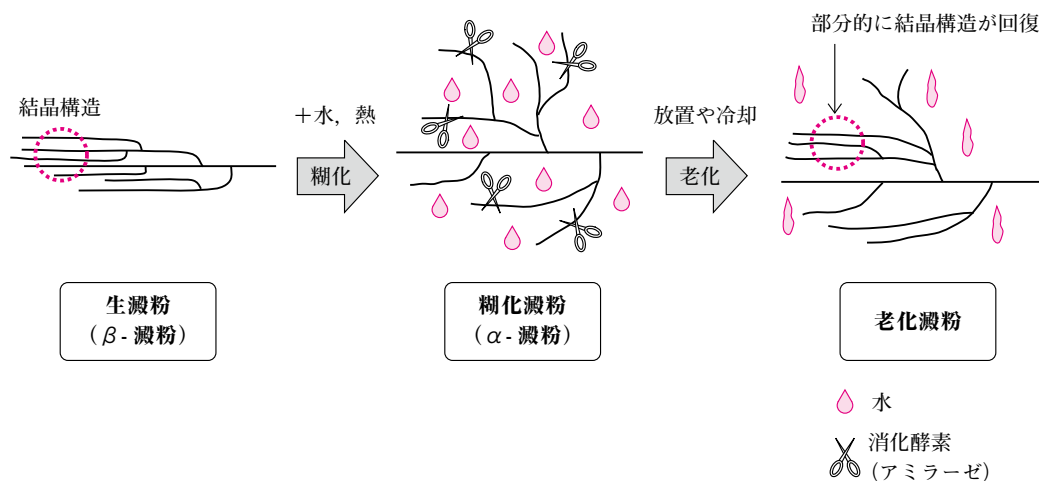 部分的に結晶構造が回復
結晶構造
＋水，熱
放置や冷却
糊化
老化
生澱粉
（β-澱粉）
糊化澱粉
（α-澱粉）
老化澱粉
水
消化酵素
（アミラーゼ）